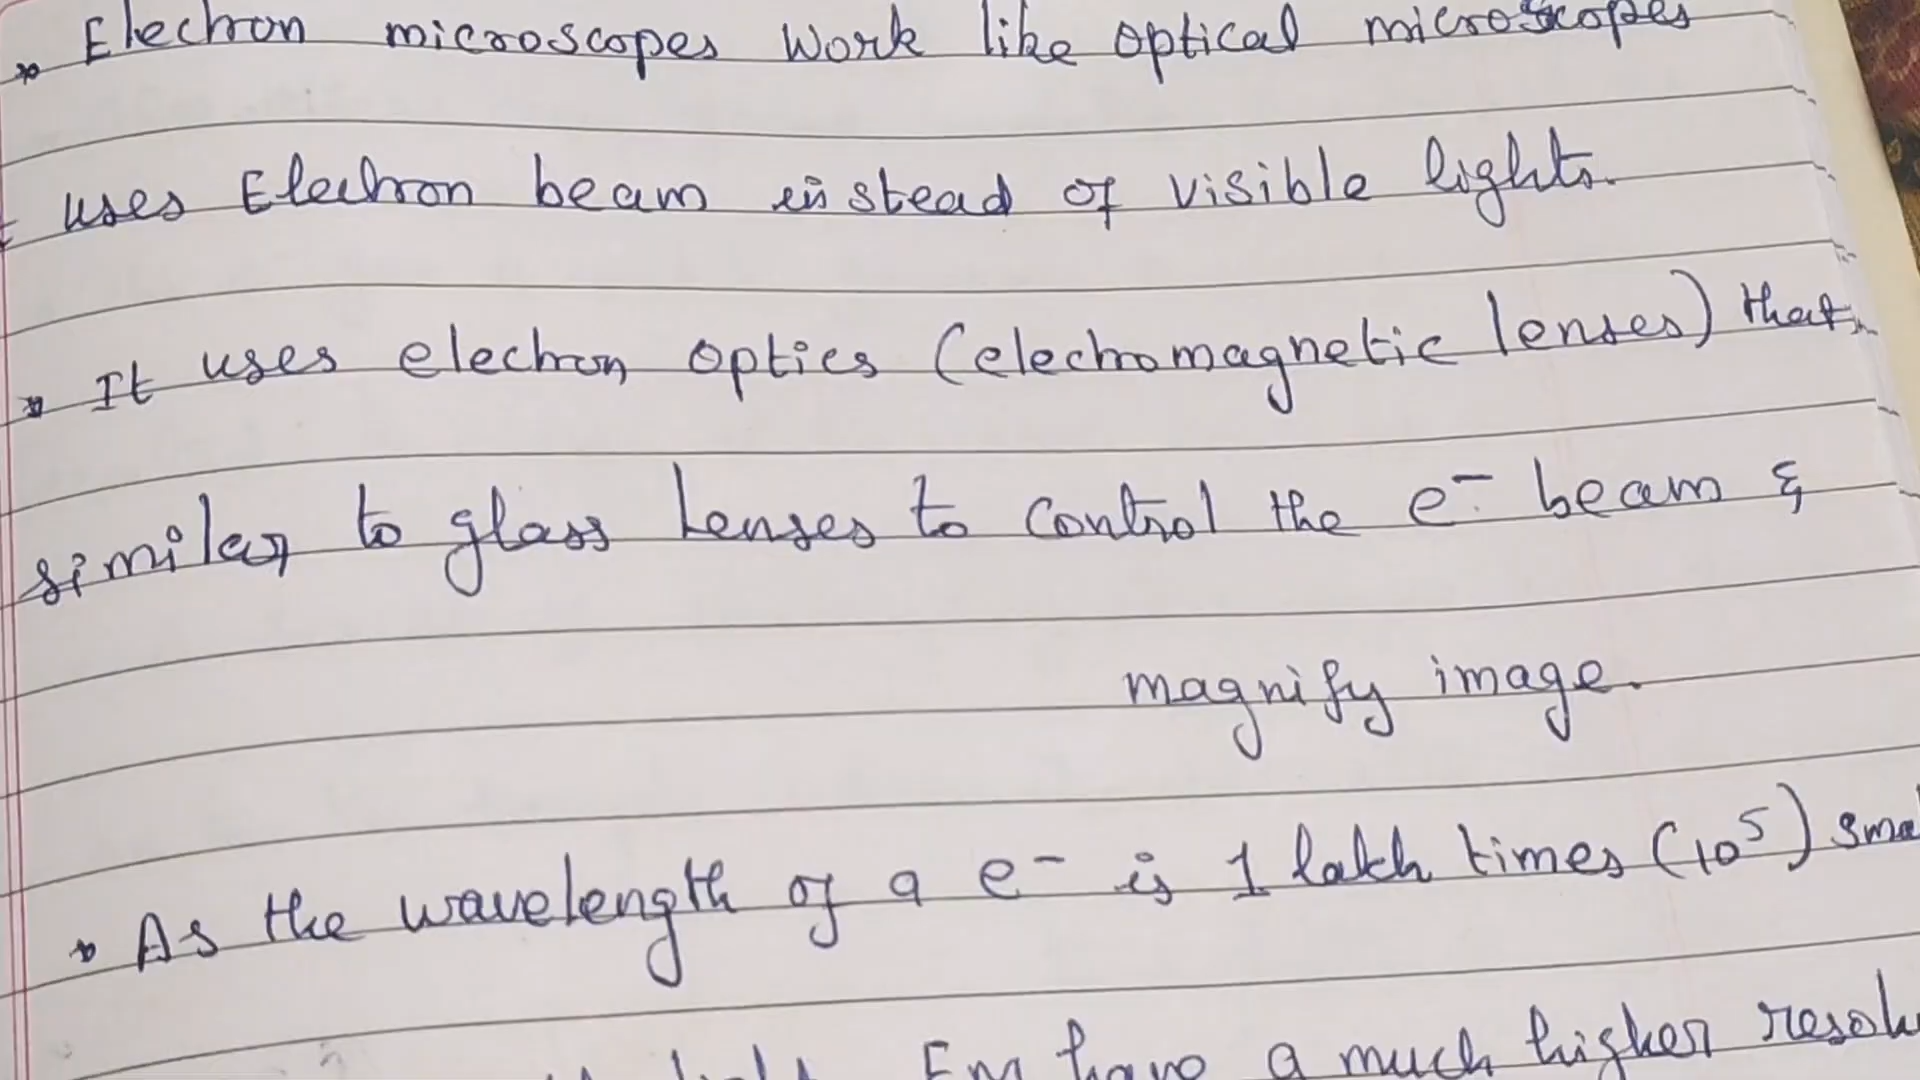 Electron microscopes work like optical microscopes
uses Electron beam instead of visible lights.
It uses electron optics (electromagnetic lenses) that
similar to glass Lenses to control the e⁻ beam &
magnify image.
As the wavelength of a e⁻ is 1 lakh times (10⁵) sma
Em have a much higher resolu